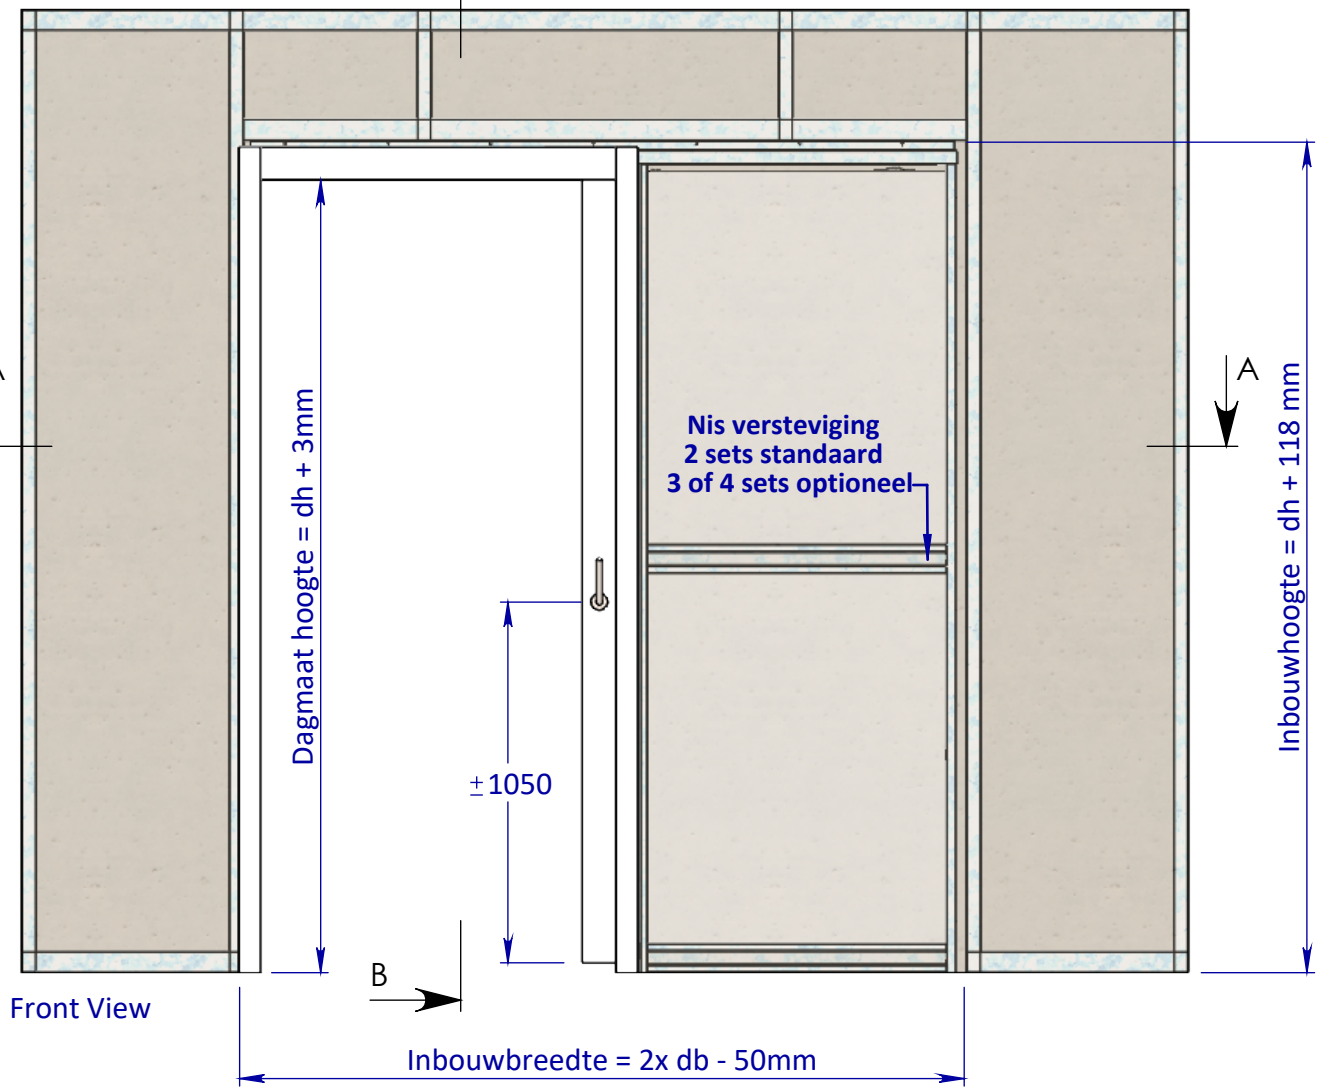 A
Nis versteviging
2 sets standaard
3 of 4 sets optioneel
Dagmaat hoogte = dh + 3mm
Inbouwhoogte = dh + 118 mm
±1050
B
Front View
Inbouwbreedte = 2x db - 50mm